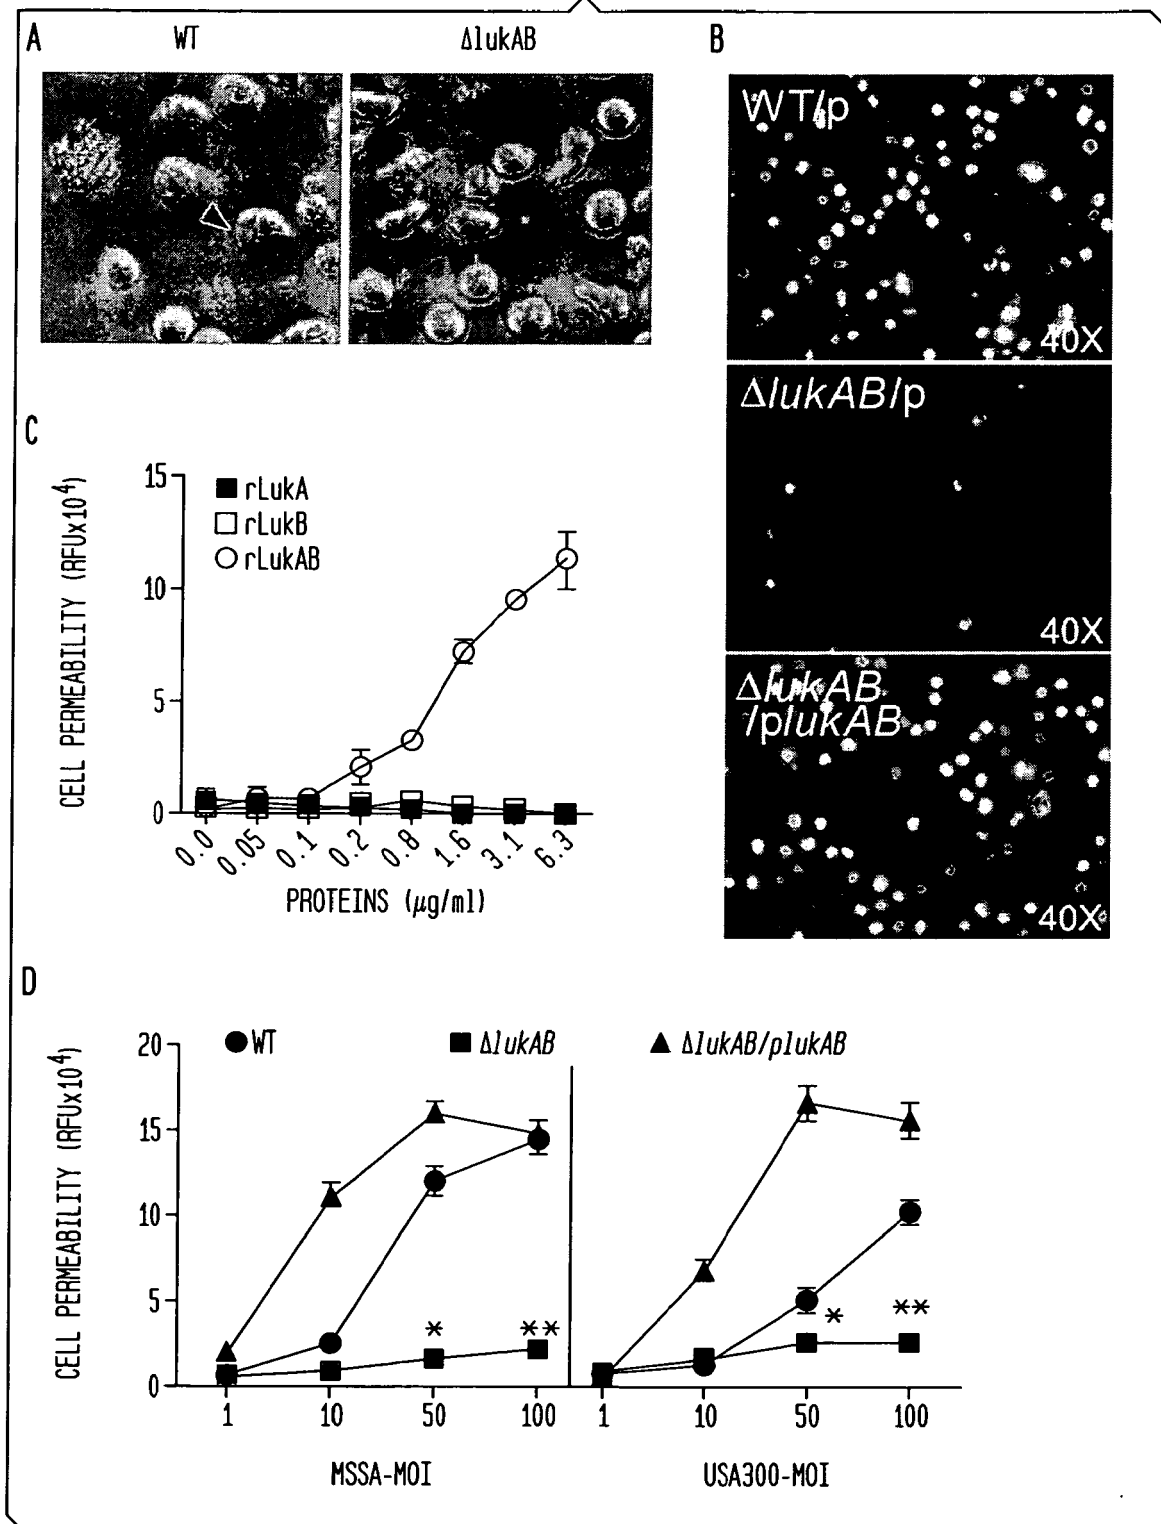 A
WT
ΔlukAB
B
WT/p
40X
ΔlukAB/p
40X
ΔlukAB
/plukAB
40X
C
CELL PERMEABILITY (RFUx10⁴)
15
10
5
0
rLukA
rLukB
rLukAB
0.0 0.05 0.1 0.2 0.8 1.6 3.1 6.3
PROTEINS (μg/ml)
D
CELL PERMEABILITY (RFUx10⁴)
20
15
10
5
0
WT ΔlukAB ΔlukAB/plukAB
* **
* **
1 10 50 100 1 10 50 100
MSSA-MOI USA300-MOI